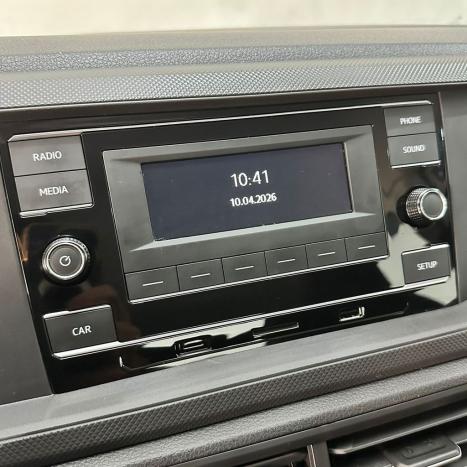 PHONE
RADIO
SOUND
MEDIA
10:41
10.04.2026
SETUP
CAR